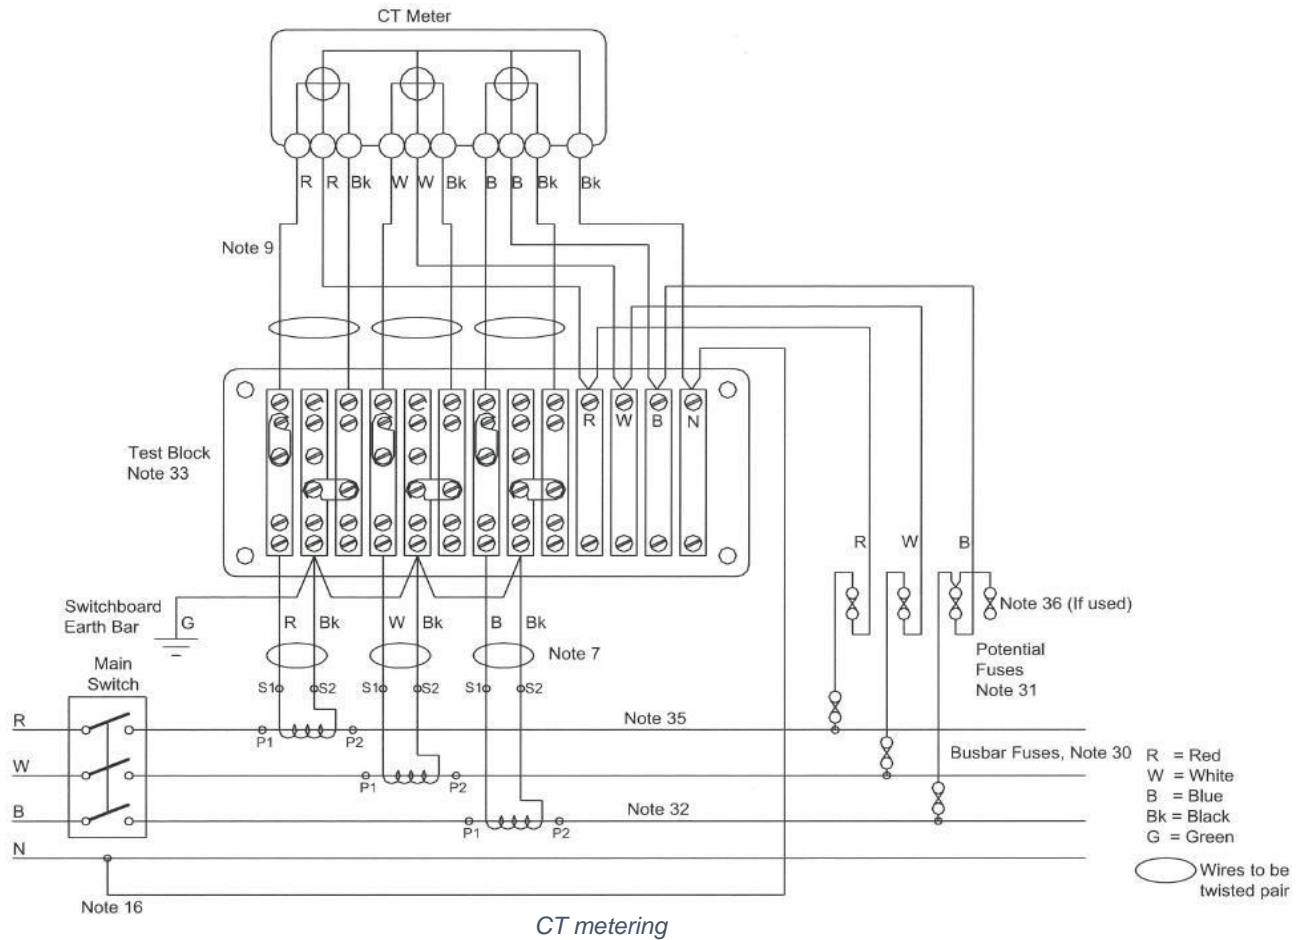 CT Meter
R R Bk W W Bk B B Bk Bk
Note 9
Test Block
Note 33
R W B N
R W B
Note 36 (If used)
Potential
Fuses
Note 31
Switchboard
Earth Bar
G
R Bk W Bk B Bk
Note 7
S1 S2 S1 S2 S1 S2
Main
Switch
R
Note 35
P1 P2
W
Busbar Fuses, Note 30
P1 P2
B
Note 32
P1 P2
N
Note 16
R = Red
W = White
B = Blue
Bk = Black
G = Green
Wires to be
twisted pair
CT metering